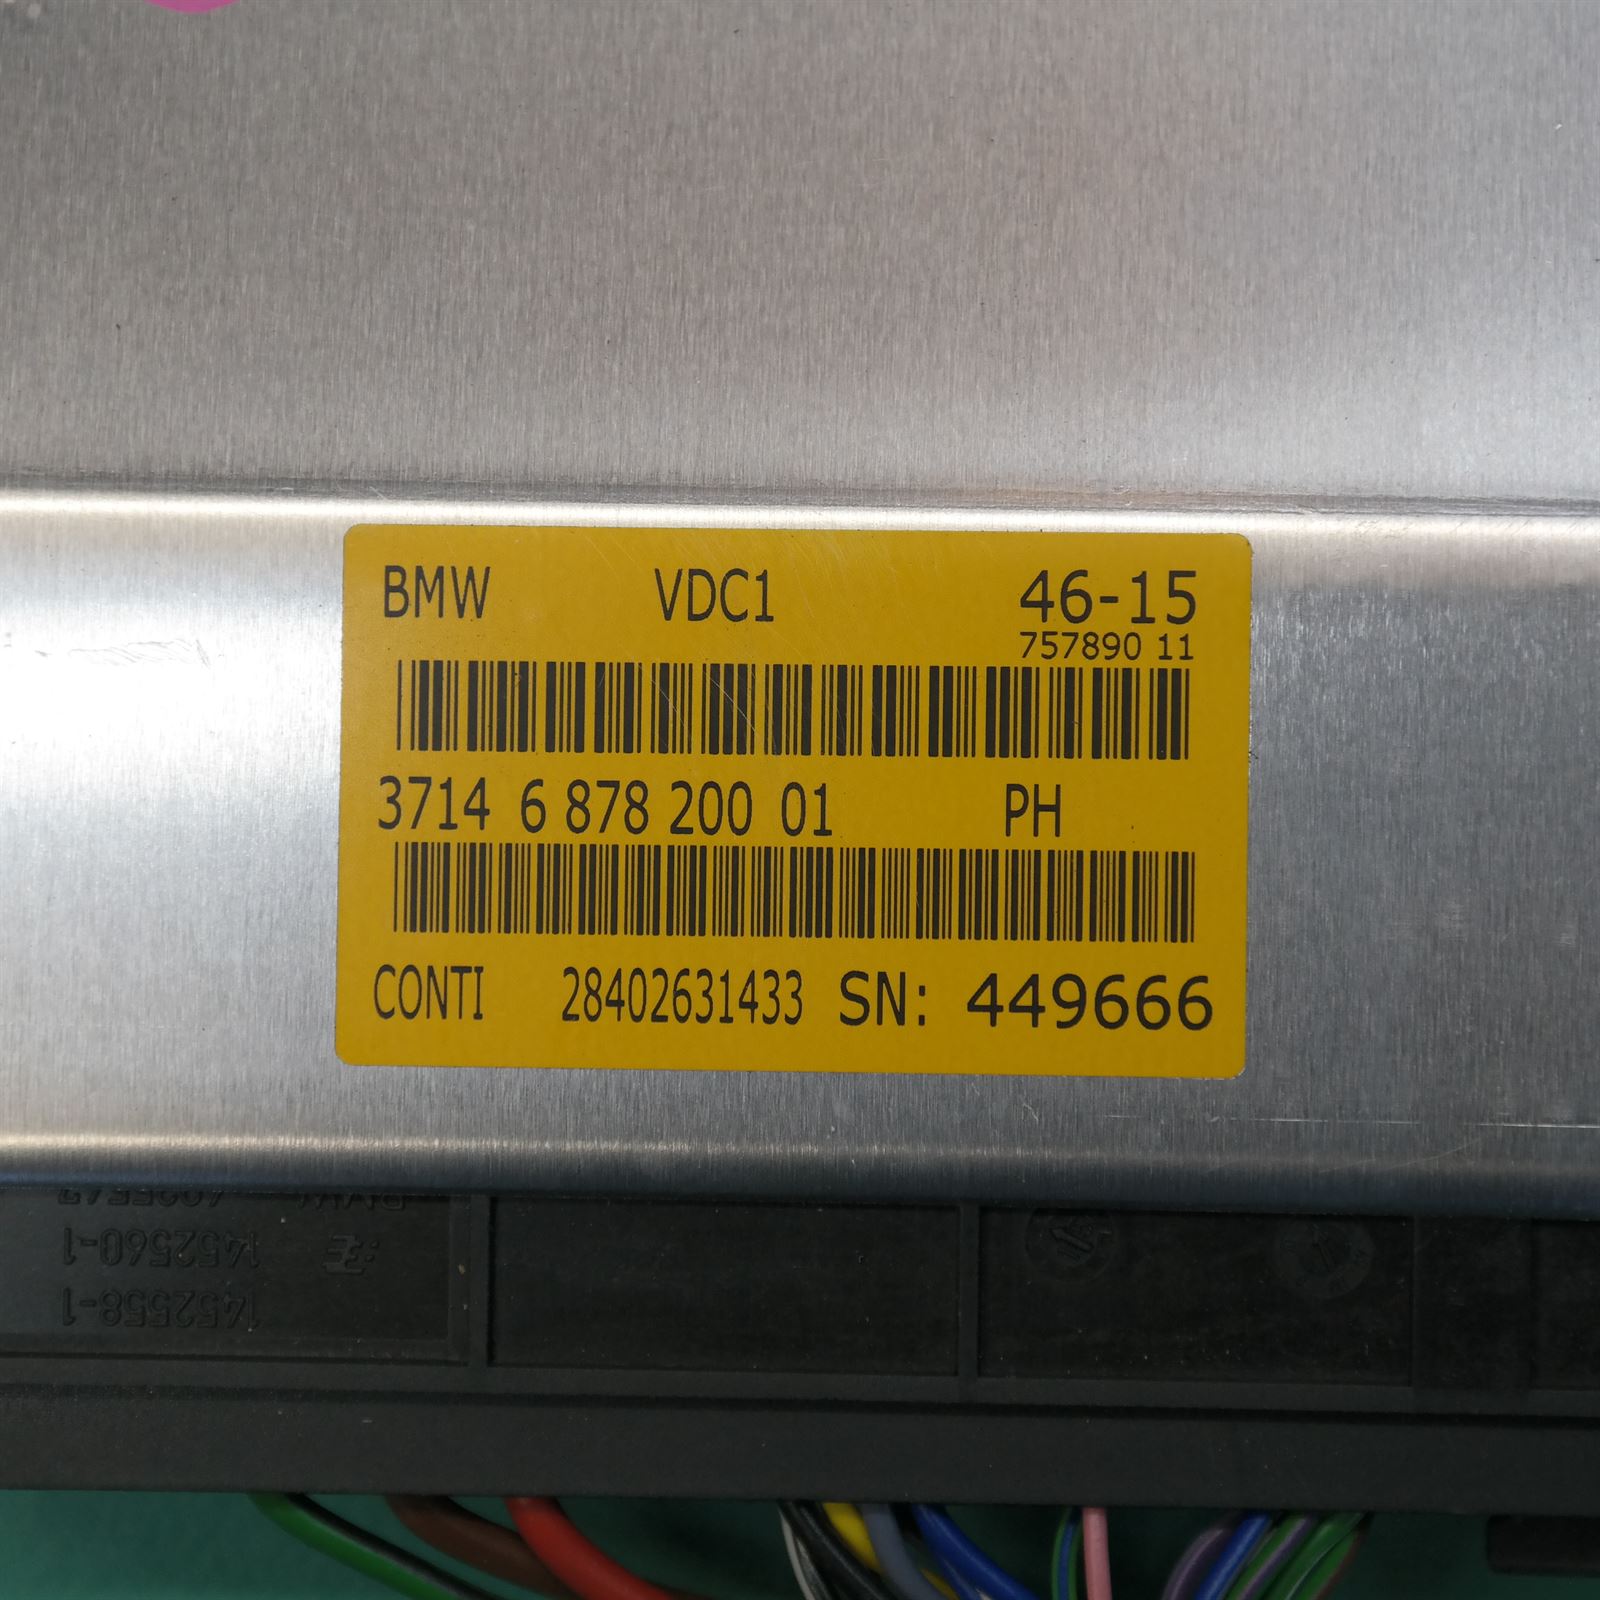 BMW VDC1 46-15
757890 11
3714 6 878 200 01 PH
CONTI 28402631433 SN: 449666
1452560-1
1452558-1